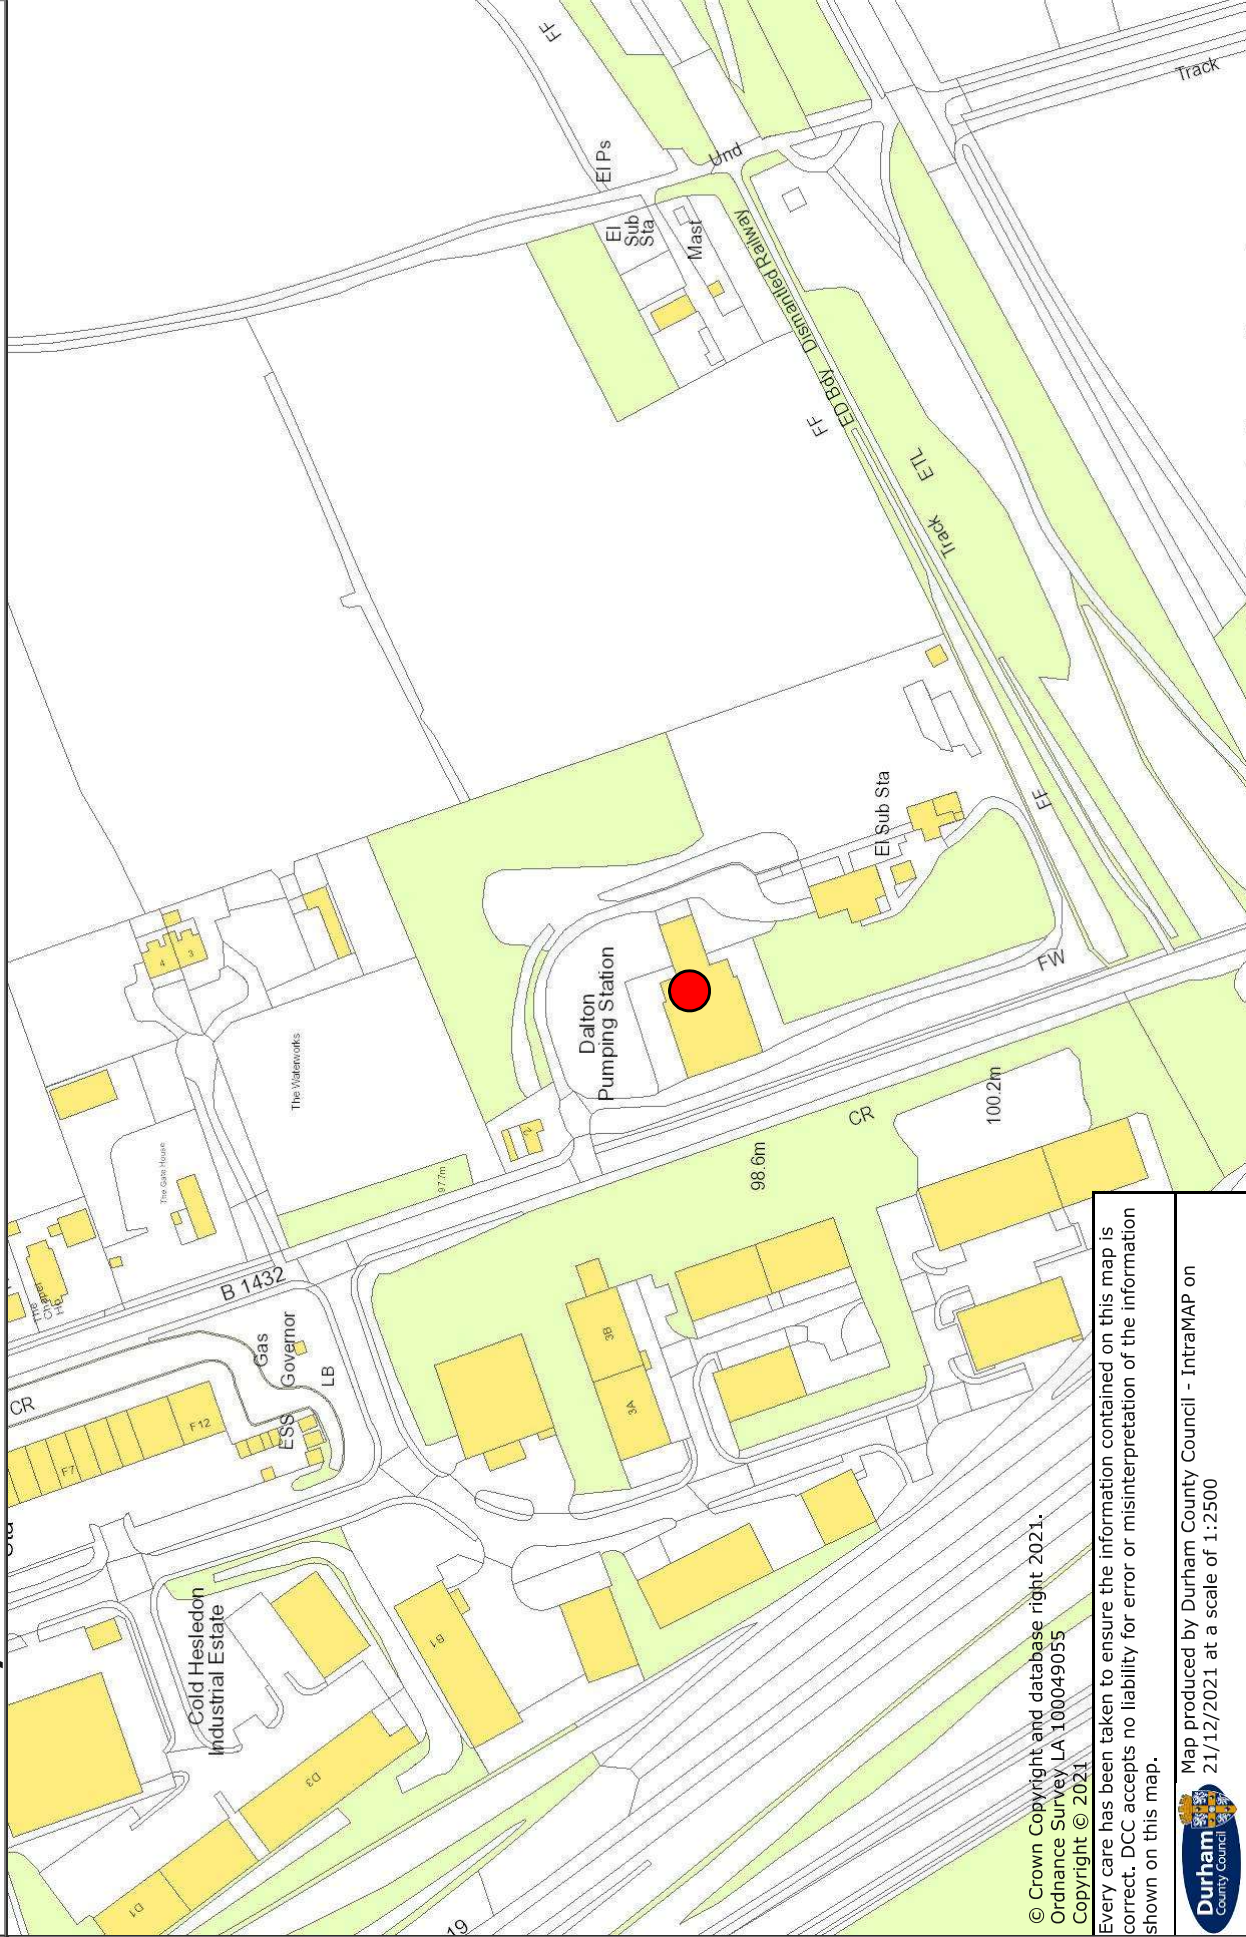 FF
Track
El Ps
Und
El
Sub
Sta
Mast
Dismantled Railway
ED Bdy
FF
ETL
Track
FF
El Sub Sta
FW
4
3
The Waterworks
The Gate House
Dalton
Pumping Station
2
97.7m
98.6m
100.2m
CR
B 1432
The
Chapel
Ho
Gas
Governor
LB
ESS
CR
F12
F7
3B
3A
Cold Hesledon
Industrial Estate
B1
D3
D1
19
© Crown Copyright and database right 2021.
Ordnance Survey LA 100049055
Copyright © 2021
Every care has been taken to ensure the information contained on this map is
correct. DCC accepts no liability for error or misinterpretation of the information
shown on this map.
Durham
County Council
Map produced by Durham County Council - IntraMAP on
21/12/2021 at a scale of 1:2500